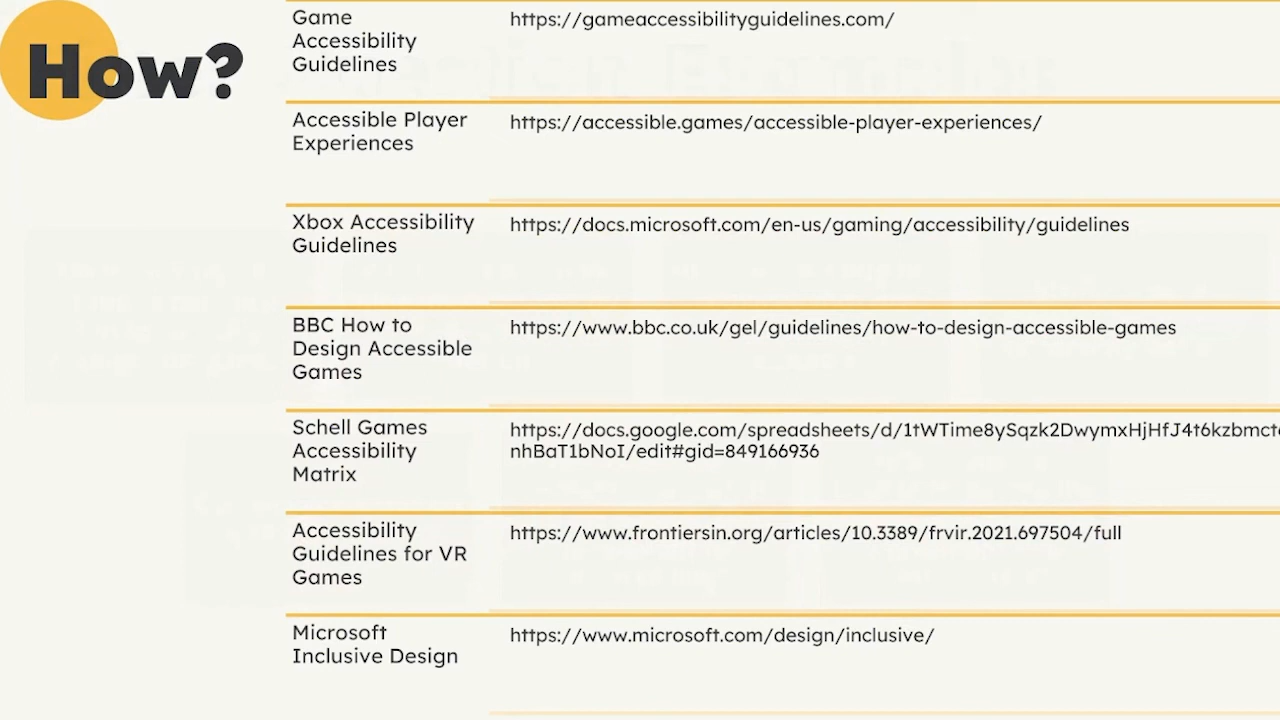 How?
Game
Accessibility
Guidelines
https://gameaccessibilityguidelines.com/
Accessible Player
Experiences
https://accessible.games/accessible-player-experiences/
Xbox Accessibility
Guidelines
https://docs.microsoft.com/en-us/gaming/accessibility/guidelines
BBC How to
Design Accessible
Games
https://www.bbc.co.uk/gel/guidelines/how-to-design-accessible-games
Schell Games
Accessibility
Matrix
https://docs.google.com/spreadsheets/d/1tWTime8ySqzk2DwymxHjHfJ4t6kzbmct
nhBaT1bNoI/edit#gid=849166936
Accessibility
Guidelines for VR
Games
https://www.frontiersin.org/articles/10.3389/frvir.2021.697504/full
Microsoft
Inclusive Design
https://www.microsoft.com/design/inclusive/